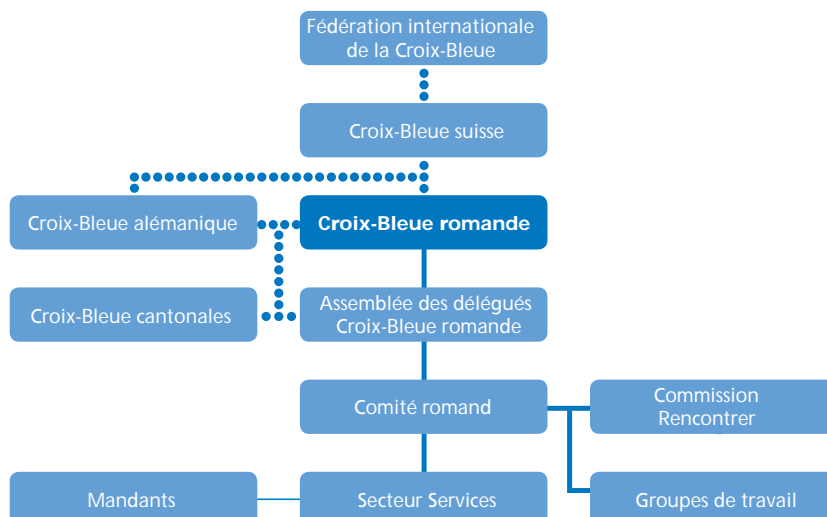 Fédération internationale
de la Croix-Bleue
Croix-Bleue suisse
Croix-Bleue alémanique
Croix-Bleue romande
Croix-Bleue cantonales
Assemblée des délégués
Croix-Bleue romande
Comité romand
Commission
Rencontrer
Mandants
Secteur Services
Groupes de travail